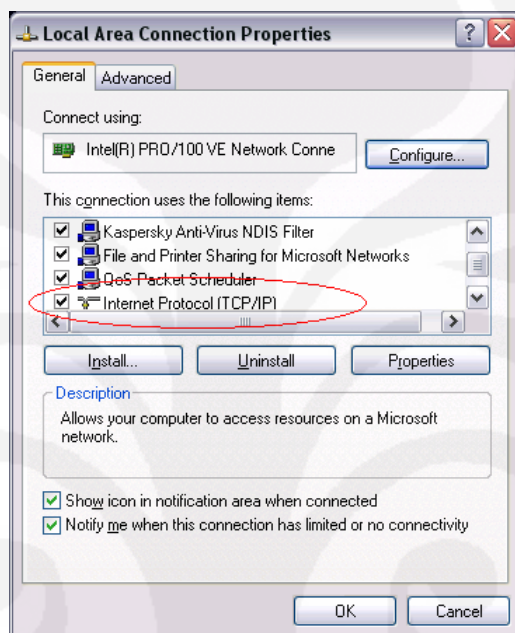 Local Area Connection Properties
General
Advanced
Connect using:
Intel(R) PRO/100 VE Network Conne
Configure...
This connection uses the following items:
Kaspersky Anti-Virus NDIS Filter
File and Printer Sharing for Microsoft Networks
QoS Packet Scheduler
Internet Protocol (TCP/IP)
Install...
Uninstall
Properties
Description
Allows your computer to access resources on a Microsoft
network.
Show icon in notification area when connected
Notify me when this connection has limited or no connectivity
OK
Cancel